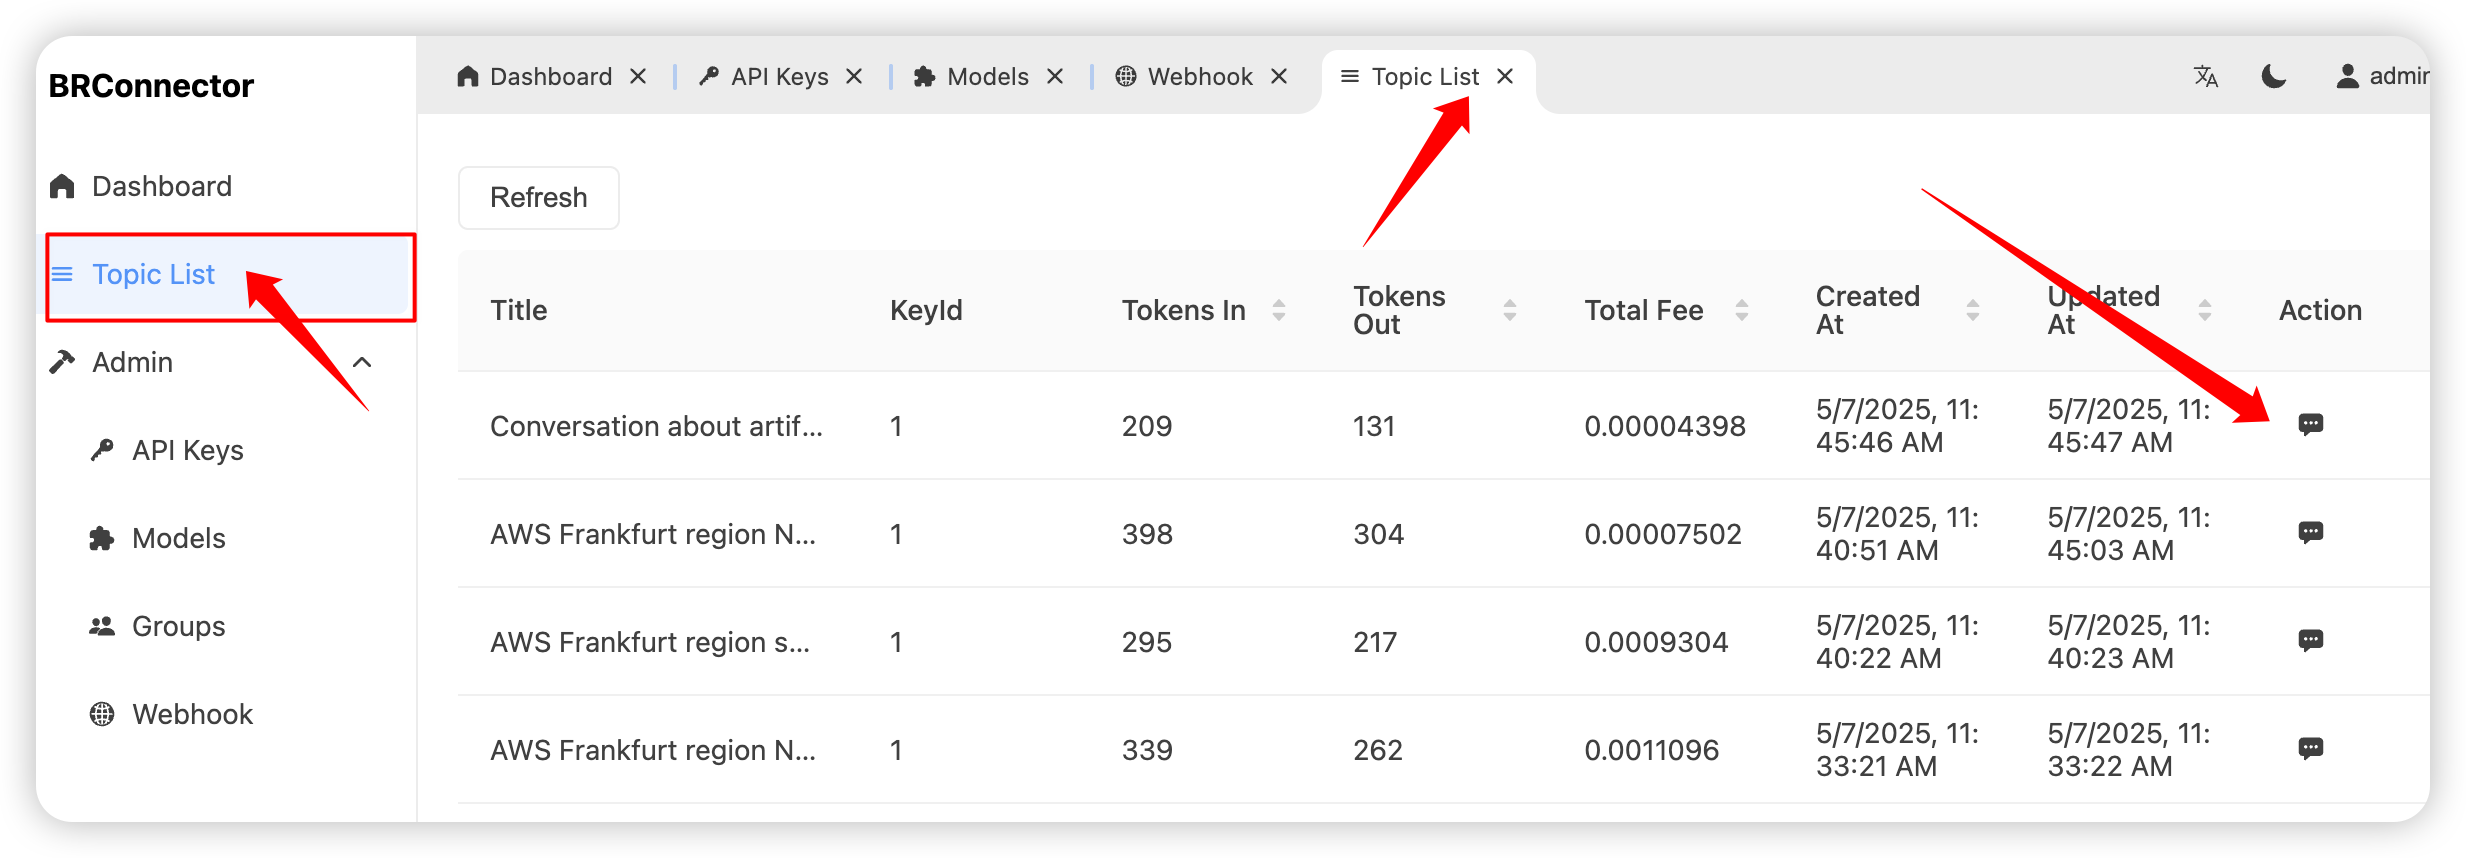 BRConnector
Dashboard
Topic List
Admin
API Keys
Models
Groups
Webhook
Dashboard API Keys Models Webhook Topic List admin
Refresh
Title KeyId Tokens In Tokens Out Total Fee Created At Updated At Action
Conversation about artif... 1 209 131 0.00004398 5/7/2025, 11:45:46 AM 5/7/2025, 11:45:47 AM
AWS Frankfurt region N... 1 398 304 0.00007502 5/7/2025, 11:40:51 AM 5/7/2025, 11:45:03 AM
AWS Frankfurt region s... 1 295 217 0.0009304 5/7/2025, 11:40:22 AM 5/7/2025, 11:40:23 AM
AWS Frankfurt region N... 1 339 262 0.0011096 5/7/2025, 11:33:21 AM 5/7/2025, 11:33:22 AM